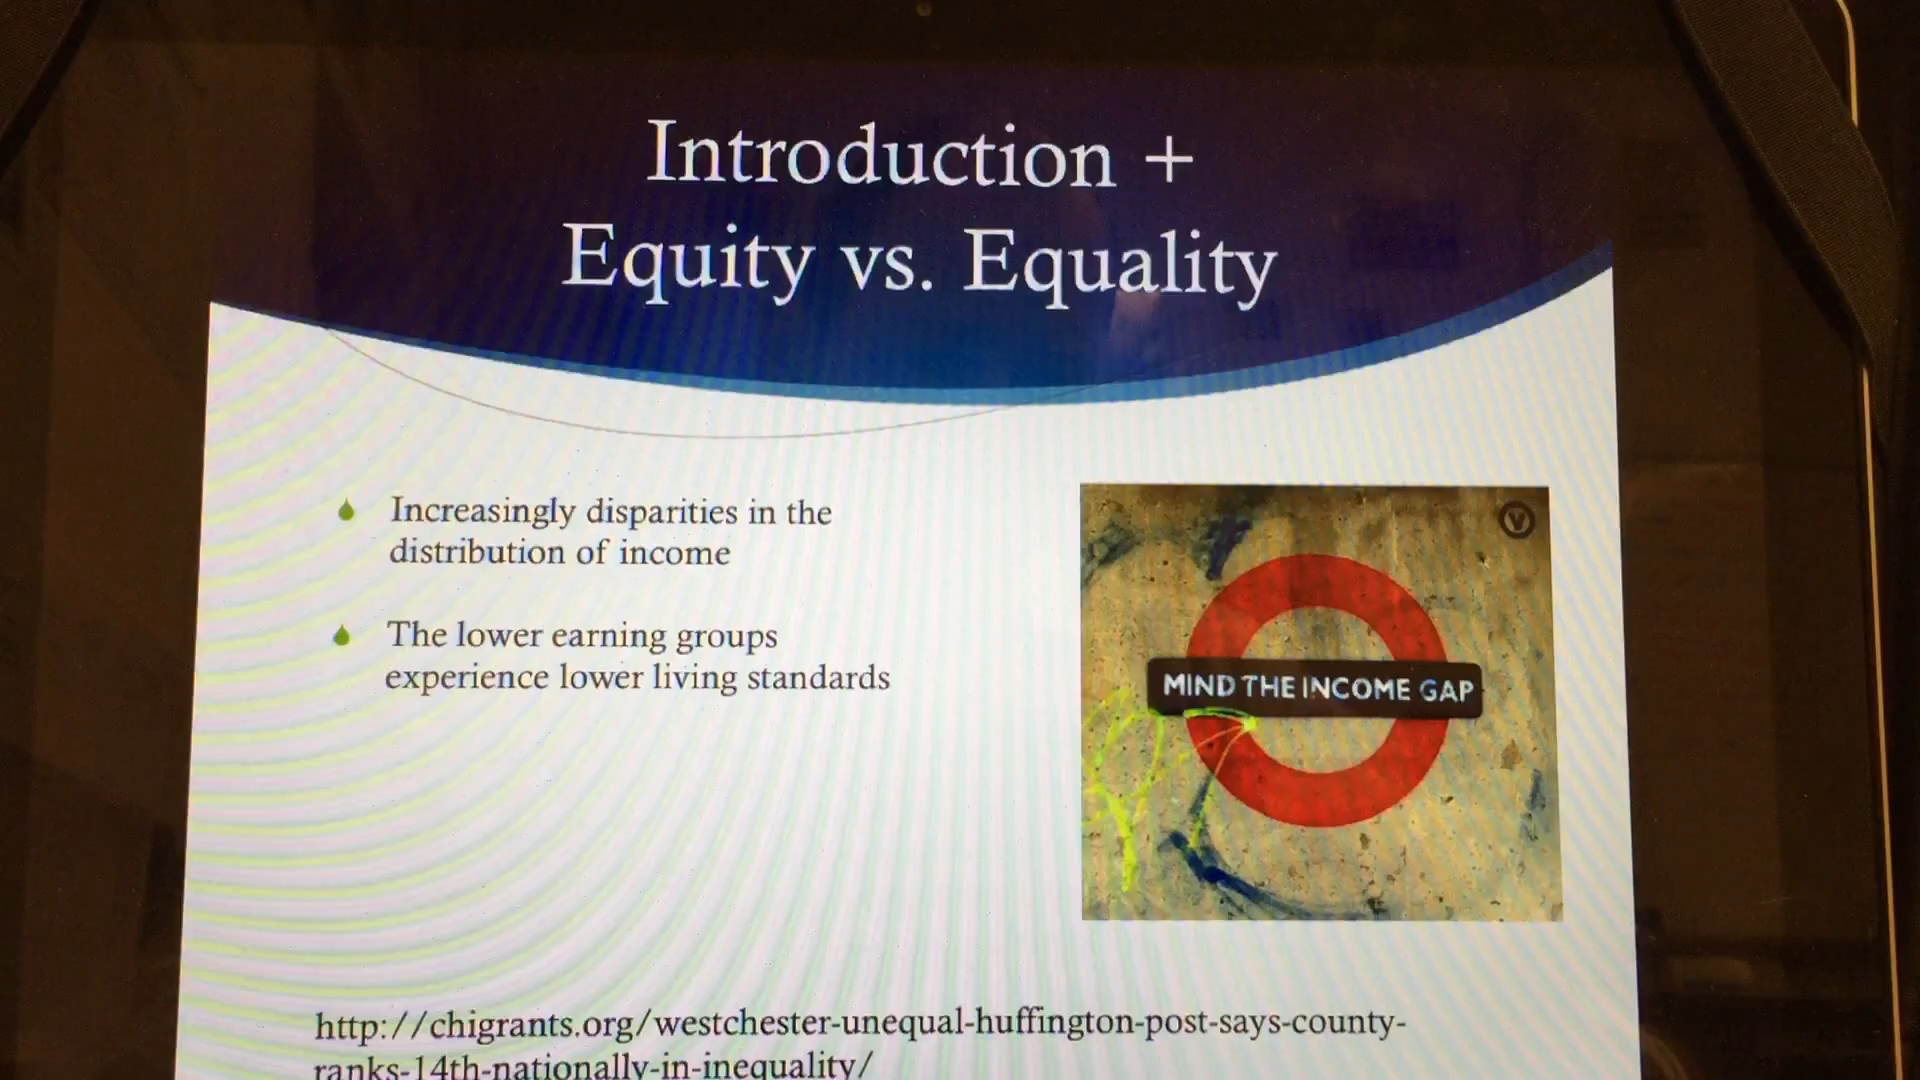 Introduction +
Equity vs. Equality
Increasingly disparities in the
distribution of income
The lower earning groups
experience lower living standards
V
MIND THE INCOME GAP
http://chigrants.org/westchester-unequal-huffington-post-says-county-
ranks-14th-nationally-in-inequality/